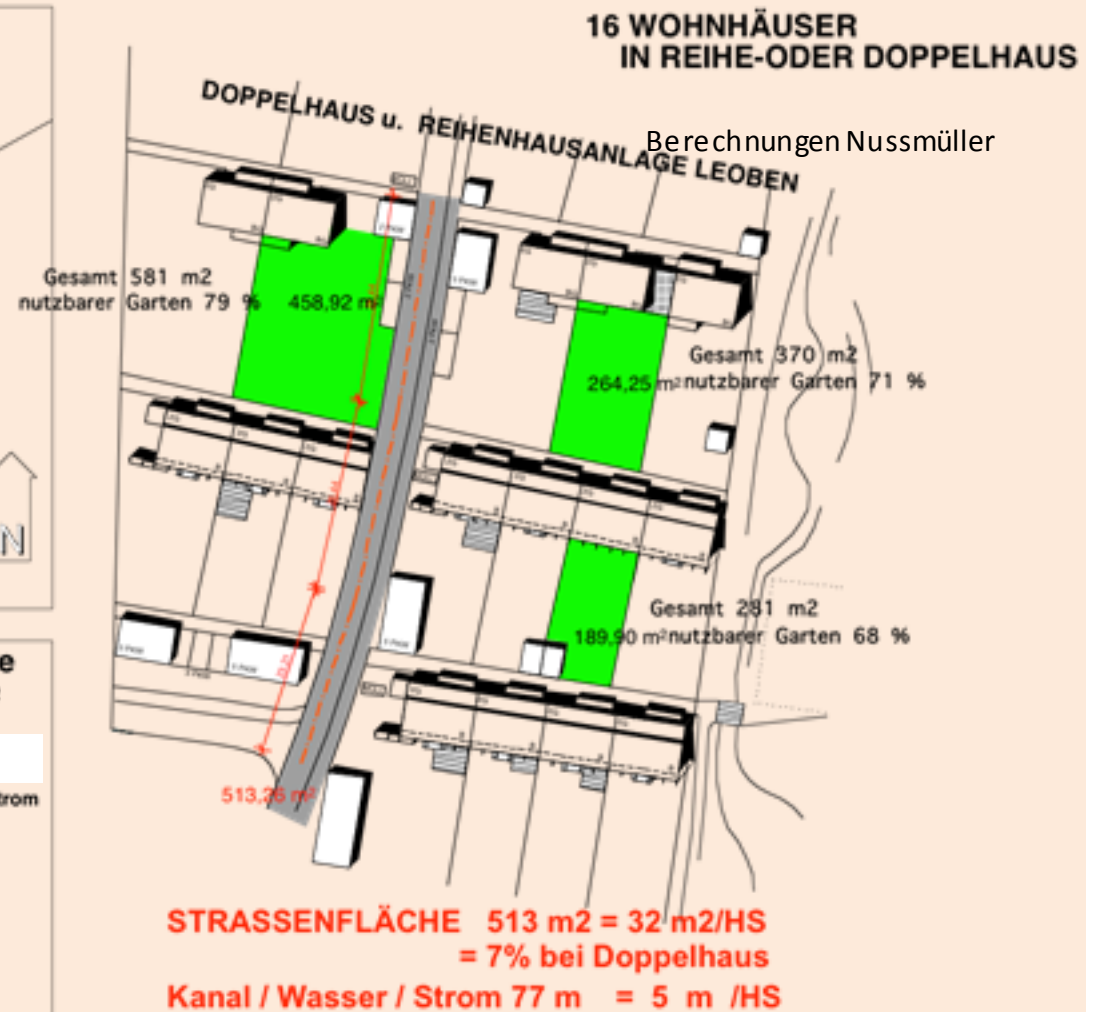 16 WOHNHÄUSER
IN REIHE-ODER DOPPELHAUS
DOPPELHAUS u. REIHENHAUSANLAGE LEOBEN
Berechnungen Nussmüller
Gesamt 581 m2
nutzbarer Garten 79 % 458,92 m²
Gesamt 370 m2
264,25 m² nutzbarer Garten 71 %
N
Gesamt 281 m2
189,90 m² nutzbarer Garten 68 %
e
trom
513,26 m²
STRASSENFLÄCHE 513 m2 = 32 m2/HS
= 7% bei Doppelhaus
Kanal / Wasser / Strom 77 m = 5 m /HS